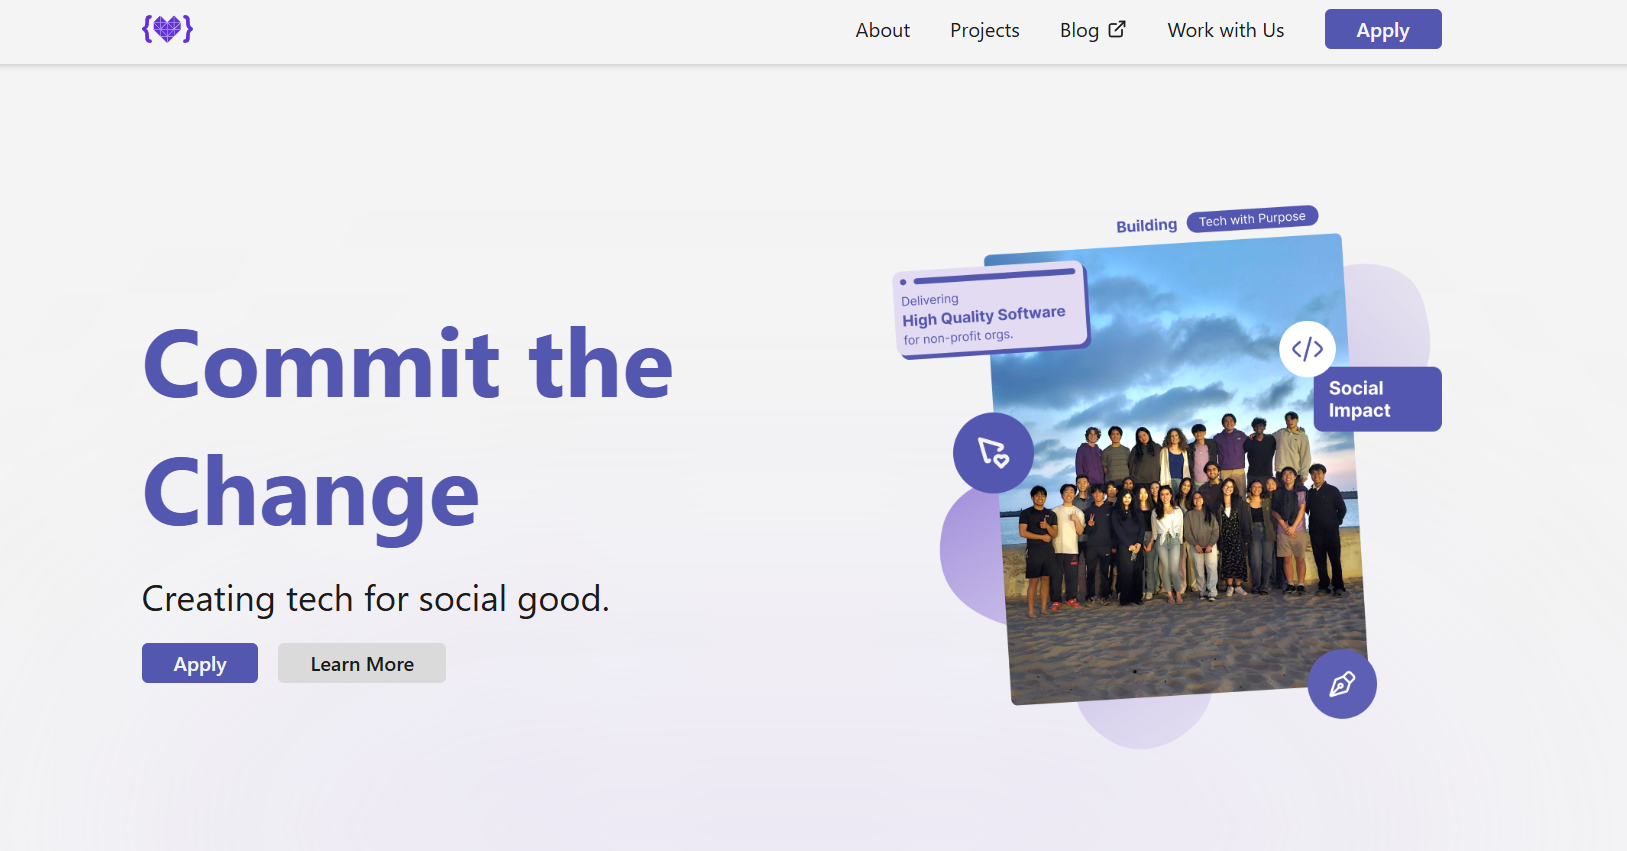 About
Projects
Blog
Work with Us
Apply
Commit the
Change
Creating tech for social good.
Apply
Learn More
Building
Tech with Purpose
Delivering
High Quality Software
for non-profit orgs.
</>
Social
Impact